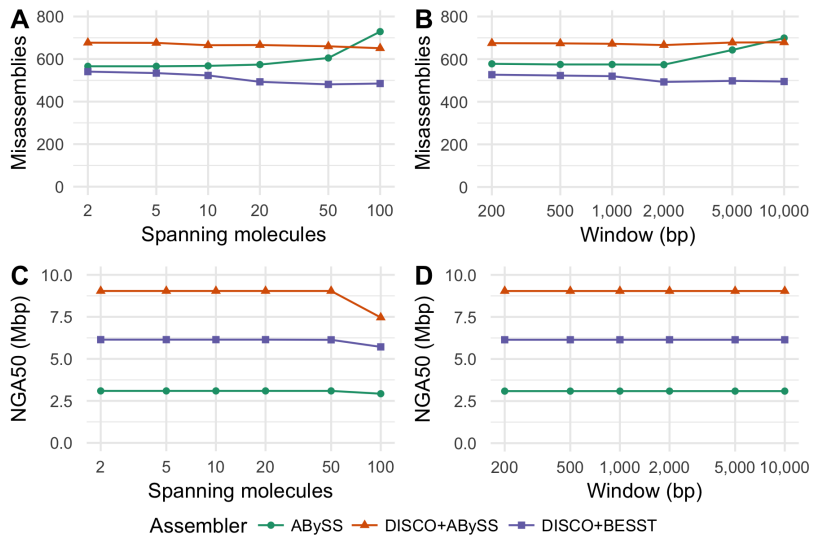 A
Misassemblies
800
600
400
200
0
2 5 10 20 50 100
Spanning molecules
B
Misassemblies
800
600
400
200
0
200 500 1,000 2,000 5,000 10,000
Window (bp)
C
NGA50 (Mbp)
10.0
7.5
5.0
2.5
0.0
2 5 10 20 50 100
Spanning molecules
D
NGA50 (Mbp)
10.0
7.5
5.0
2.5
0.0
200 500 1,000 2,000 5,000 10,000
Window (bp)
Assembler ABySS DISCO+ABySS DISCO+BESST